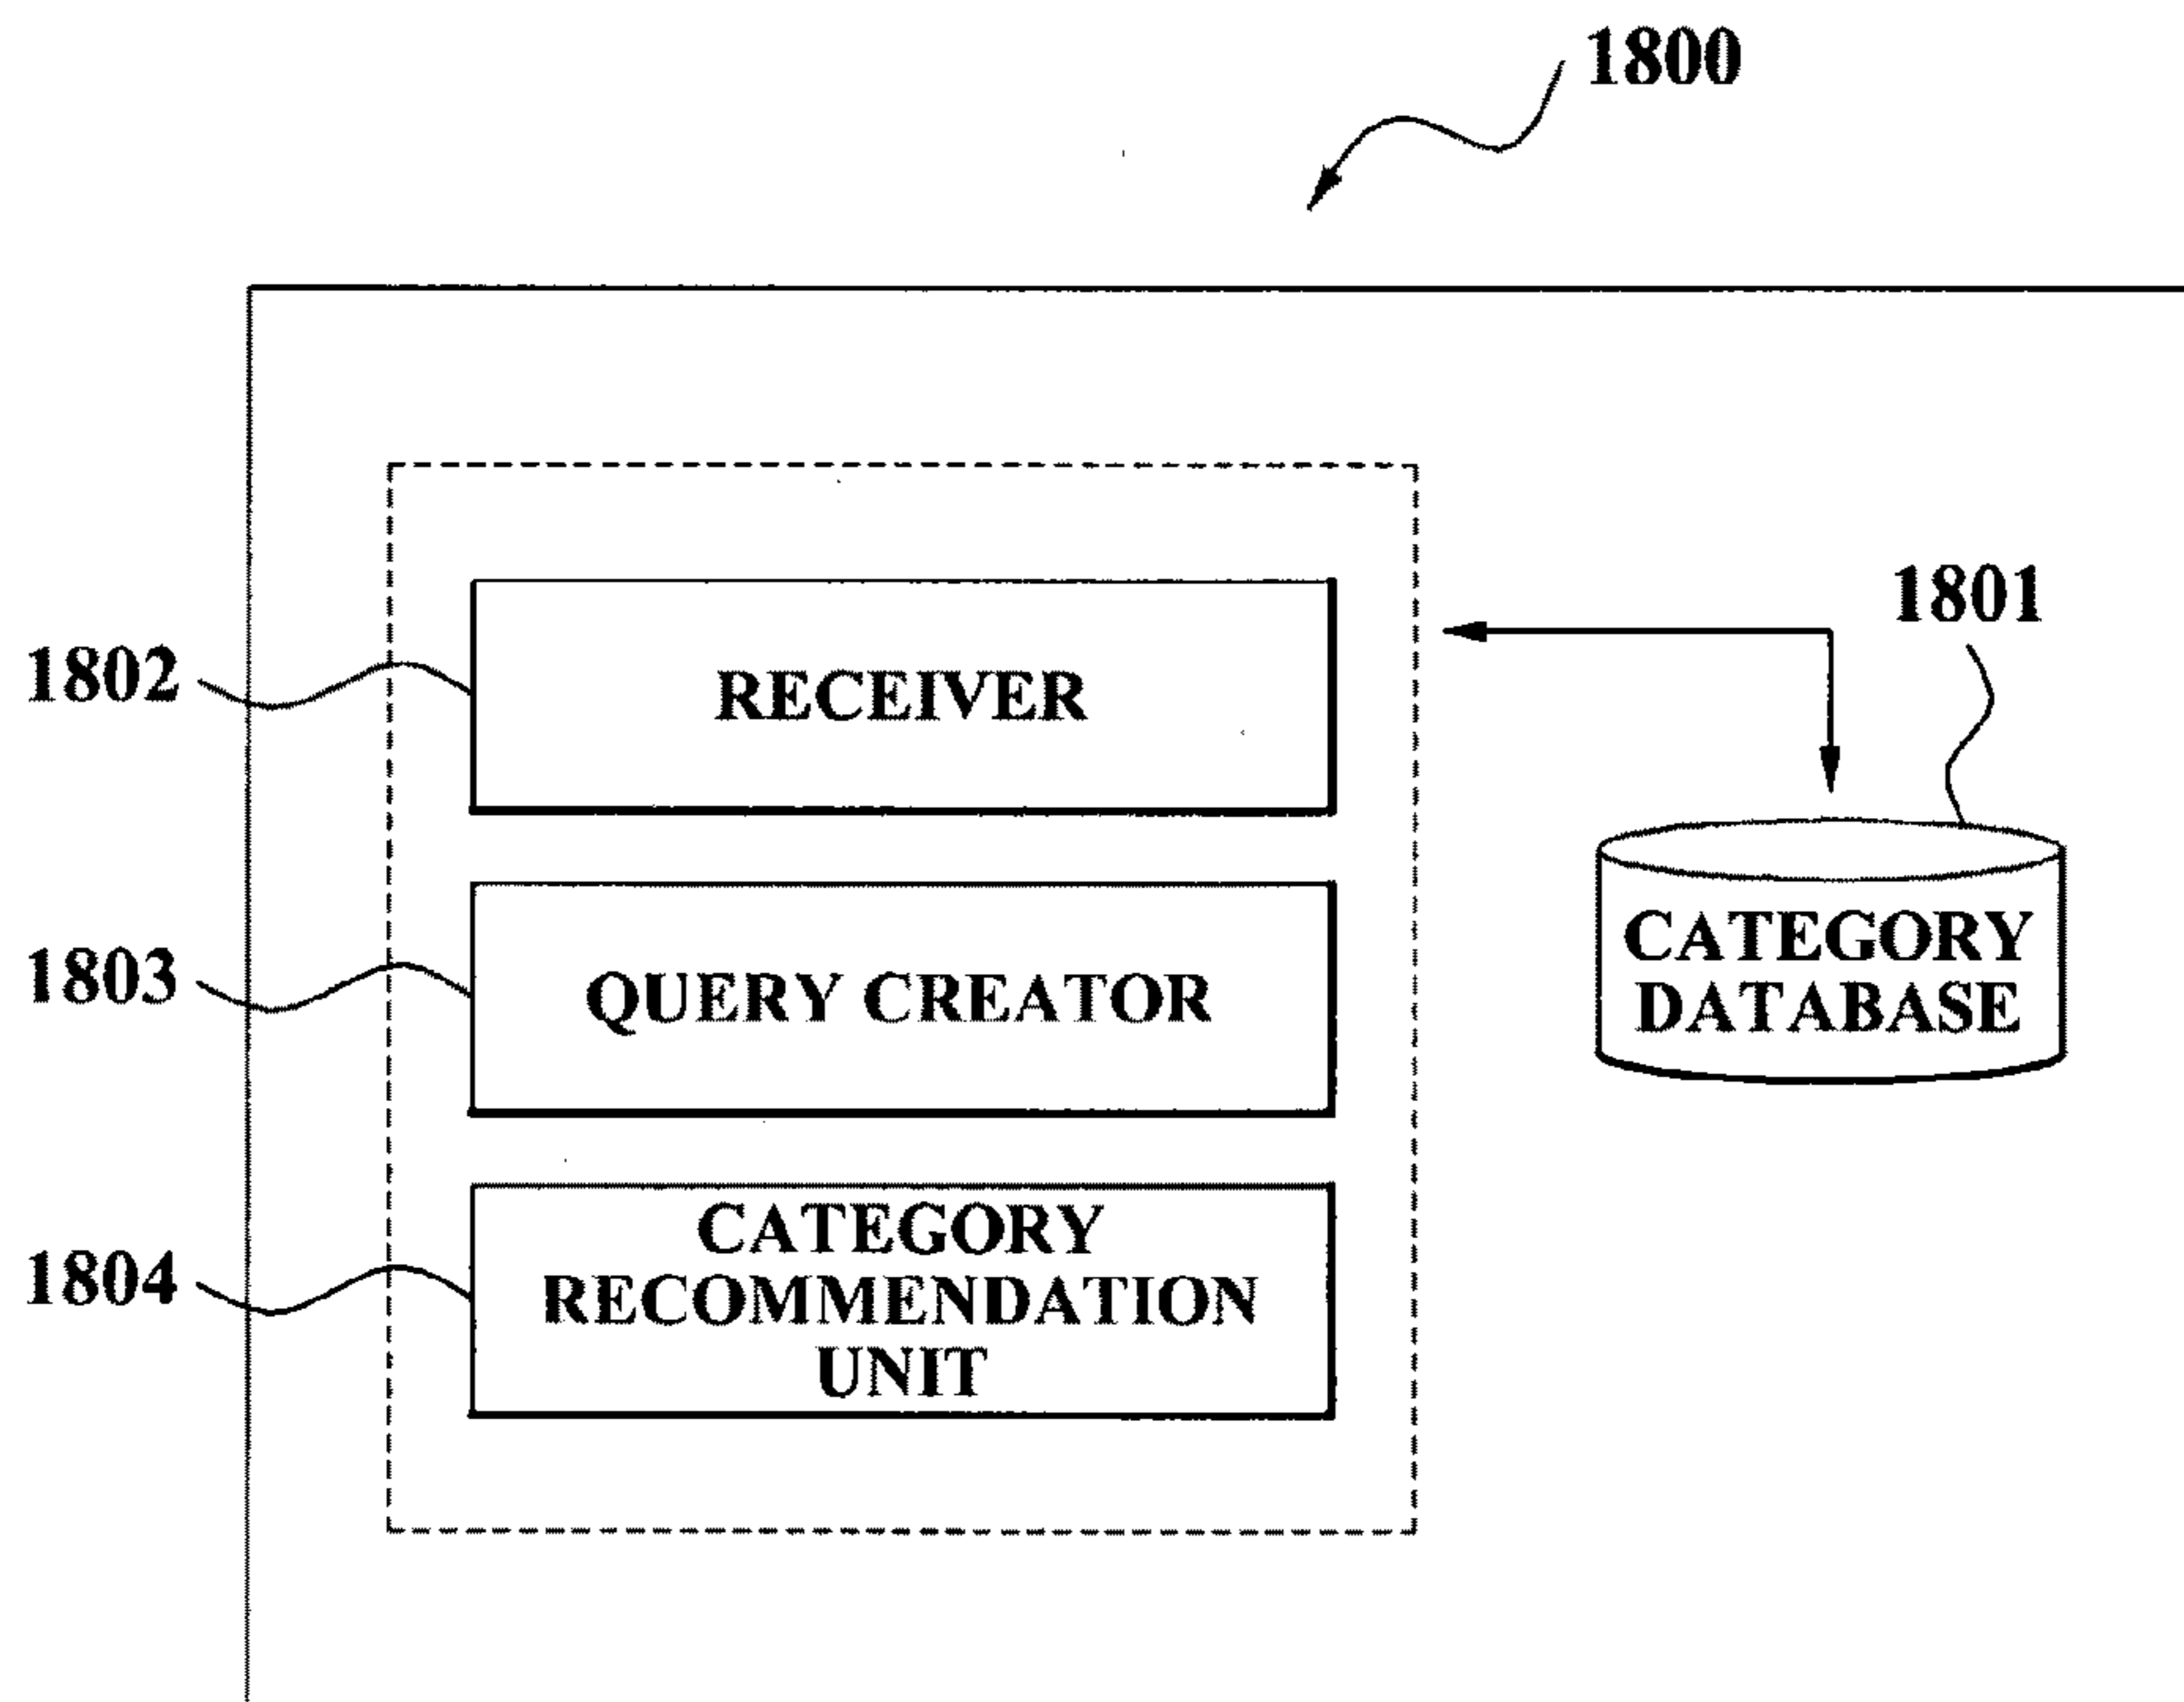 1800
1801
1802
RECEIVER
1803
QUERY CREATOR
CATEGORY
DATABASE
1804
CATEGORY
RECOMMENDATION
UNIT